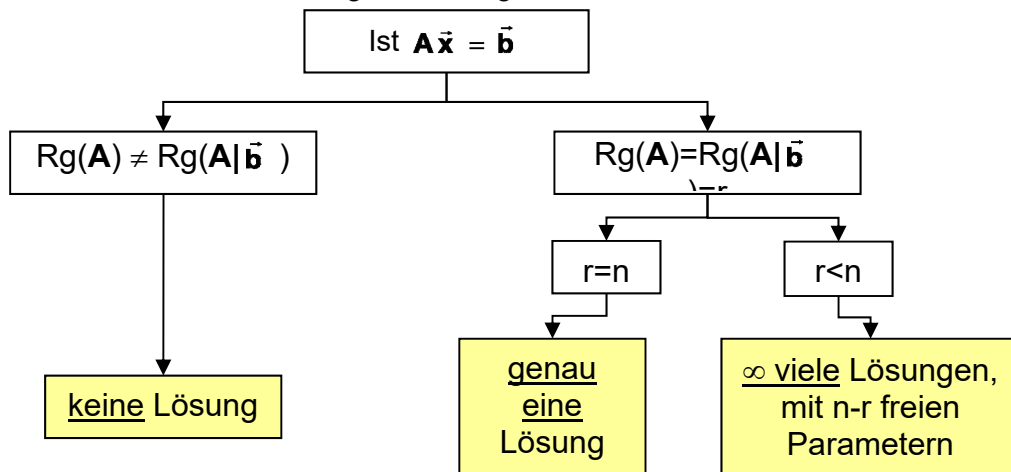 Ist A x⃗ = b⃗
Rg(A) ≠ Rg(A|b⃗ )
Rg(A)=Rg(A|b⃗
)=r
r=n
r<n
keine Lösung
genau
eine
Lösung
∞ viele Lösungen,
mit n-r freien
Parametern